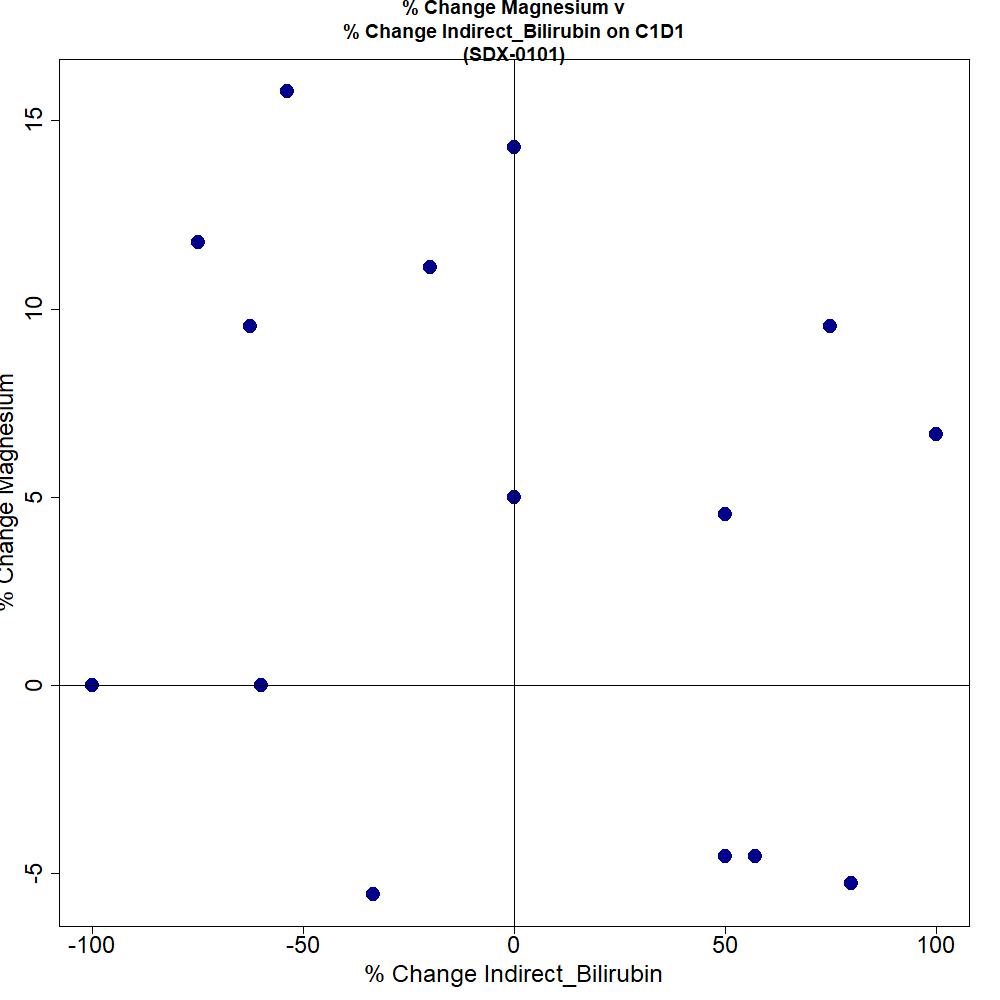 % Change Magnesium v
% Change Indirect_Bilirubin on C1D1
(SDX-0101)
% Change Magnesium
15
10
5
0
-5
-100
-50
0
50
100
% Change Indirect_Bilirubin